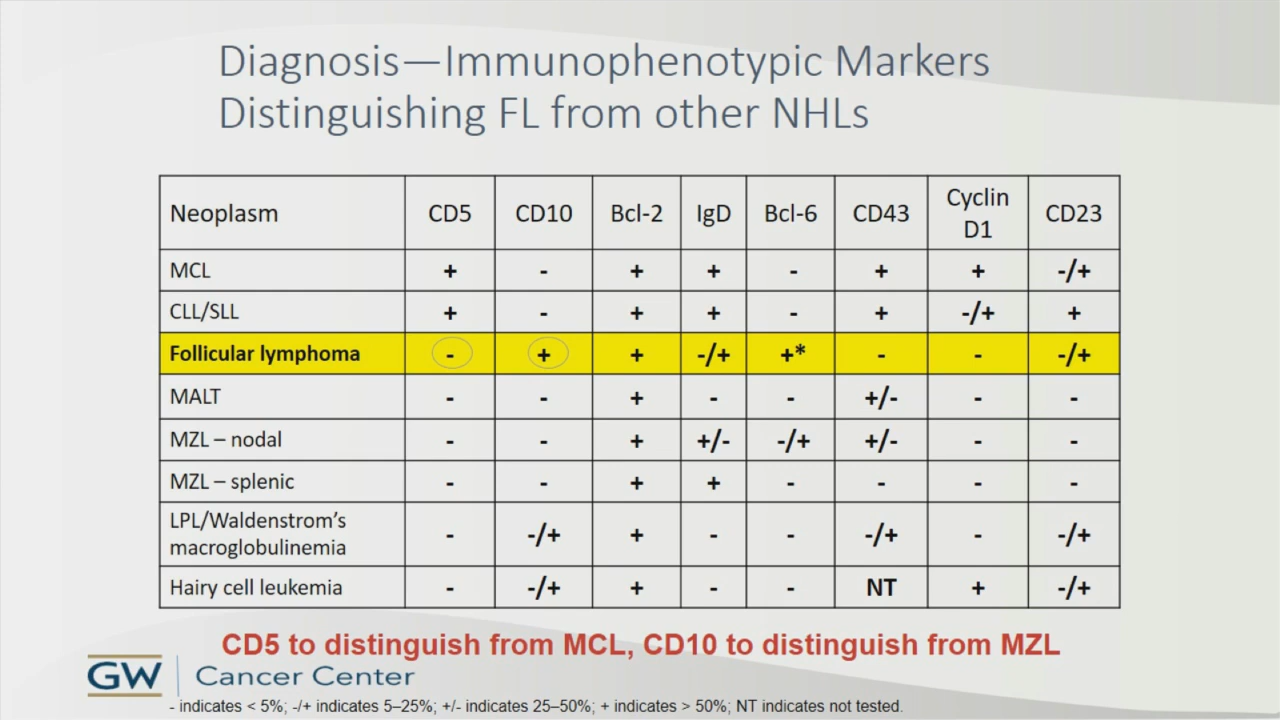 Diagnosis—Immunophenotypic Markers
Distinguishing FL from other NHLs
Neoplasm CD5 CD10 Bcl-2 IgD Bcl-6 CD43 Cyclin D1 CD23
MCL + - + + - + + -/+
CLL/SLL + - + + - + -/+ +
Follicular lymphoma - + + -/+ +* - - -/+
MALT - - + - - +/- - -
MZL – nodal - - + +/- -/+ +/- - -
MZL – splenic - - + + - - - -
LPL/Waldenstrom’s macroglobulinemia - -/+ + - - -/+ - -/+
Hairy cell leukemia - -/+ + - - NT + -/+
CD5 to distinguish from MCL, CD10 to distinguish from MZL
GW Cancer Center
- indicates < 5%; -/+ indicates 5–25%; +/- indicates 25–50%; + indicates > 50%; NT indicates not tested.